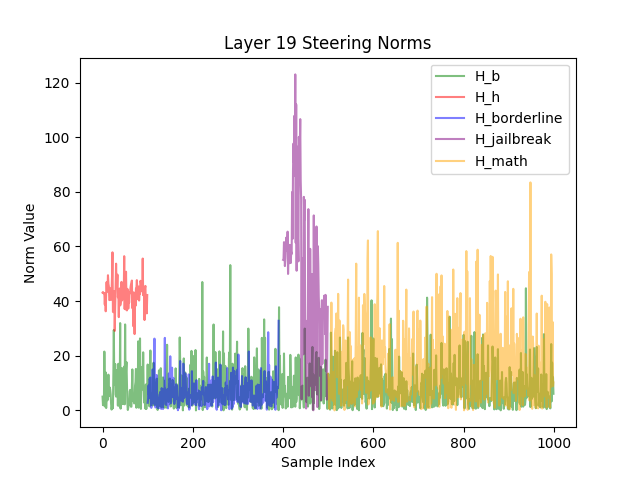 Layer 19 Steering Norms
120
100
80
60
40
20
0
Norm Value
H_b
H_h
H_borderline
H_jailbreak
H_math
0
200
400
600
800
1000
Sample Index